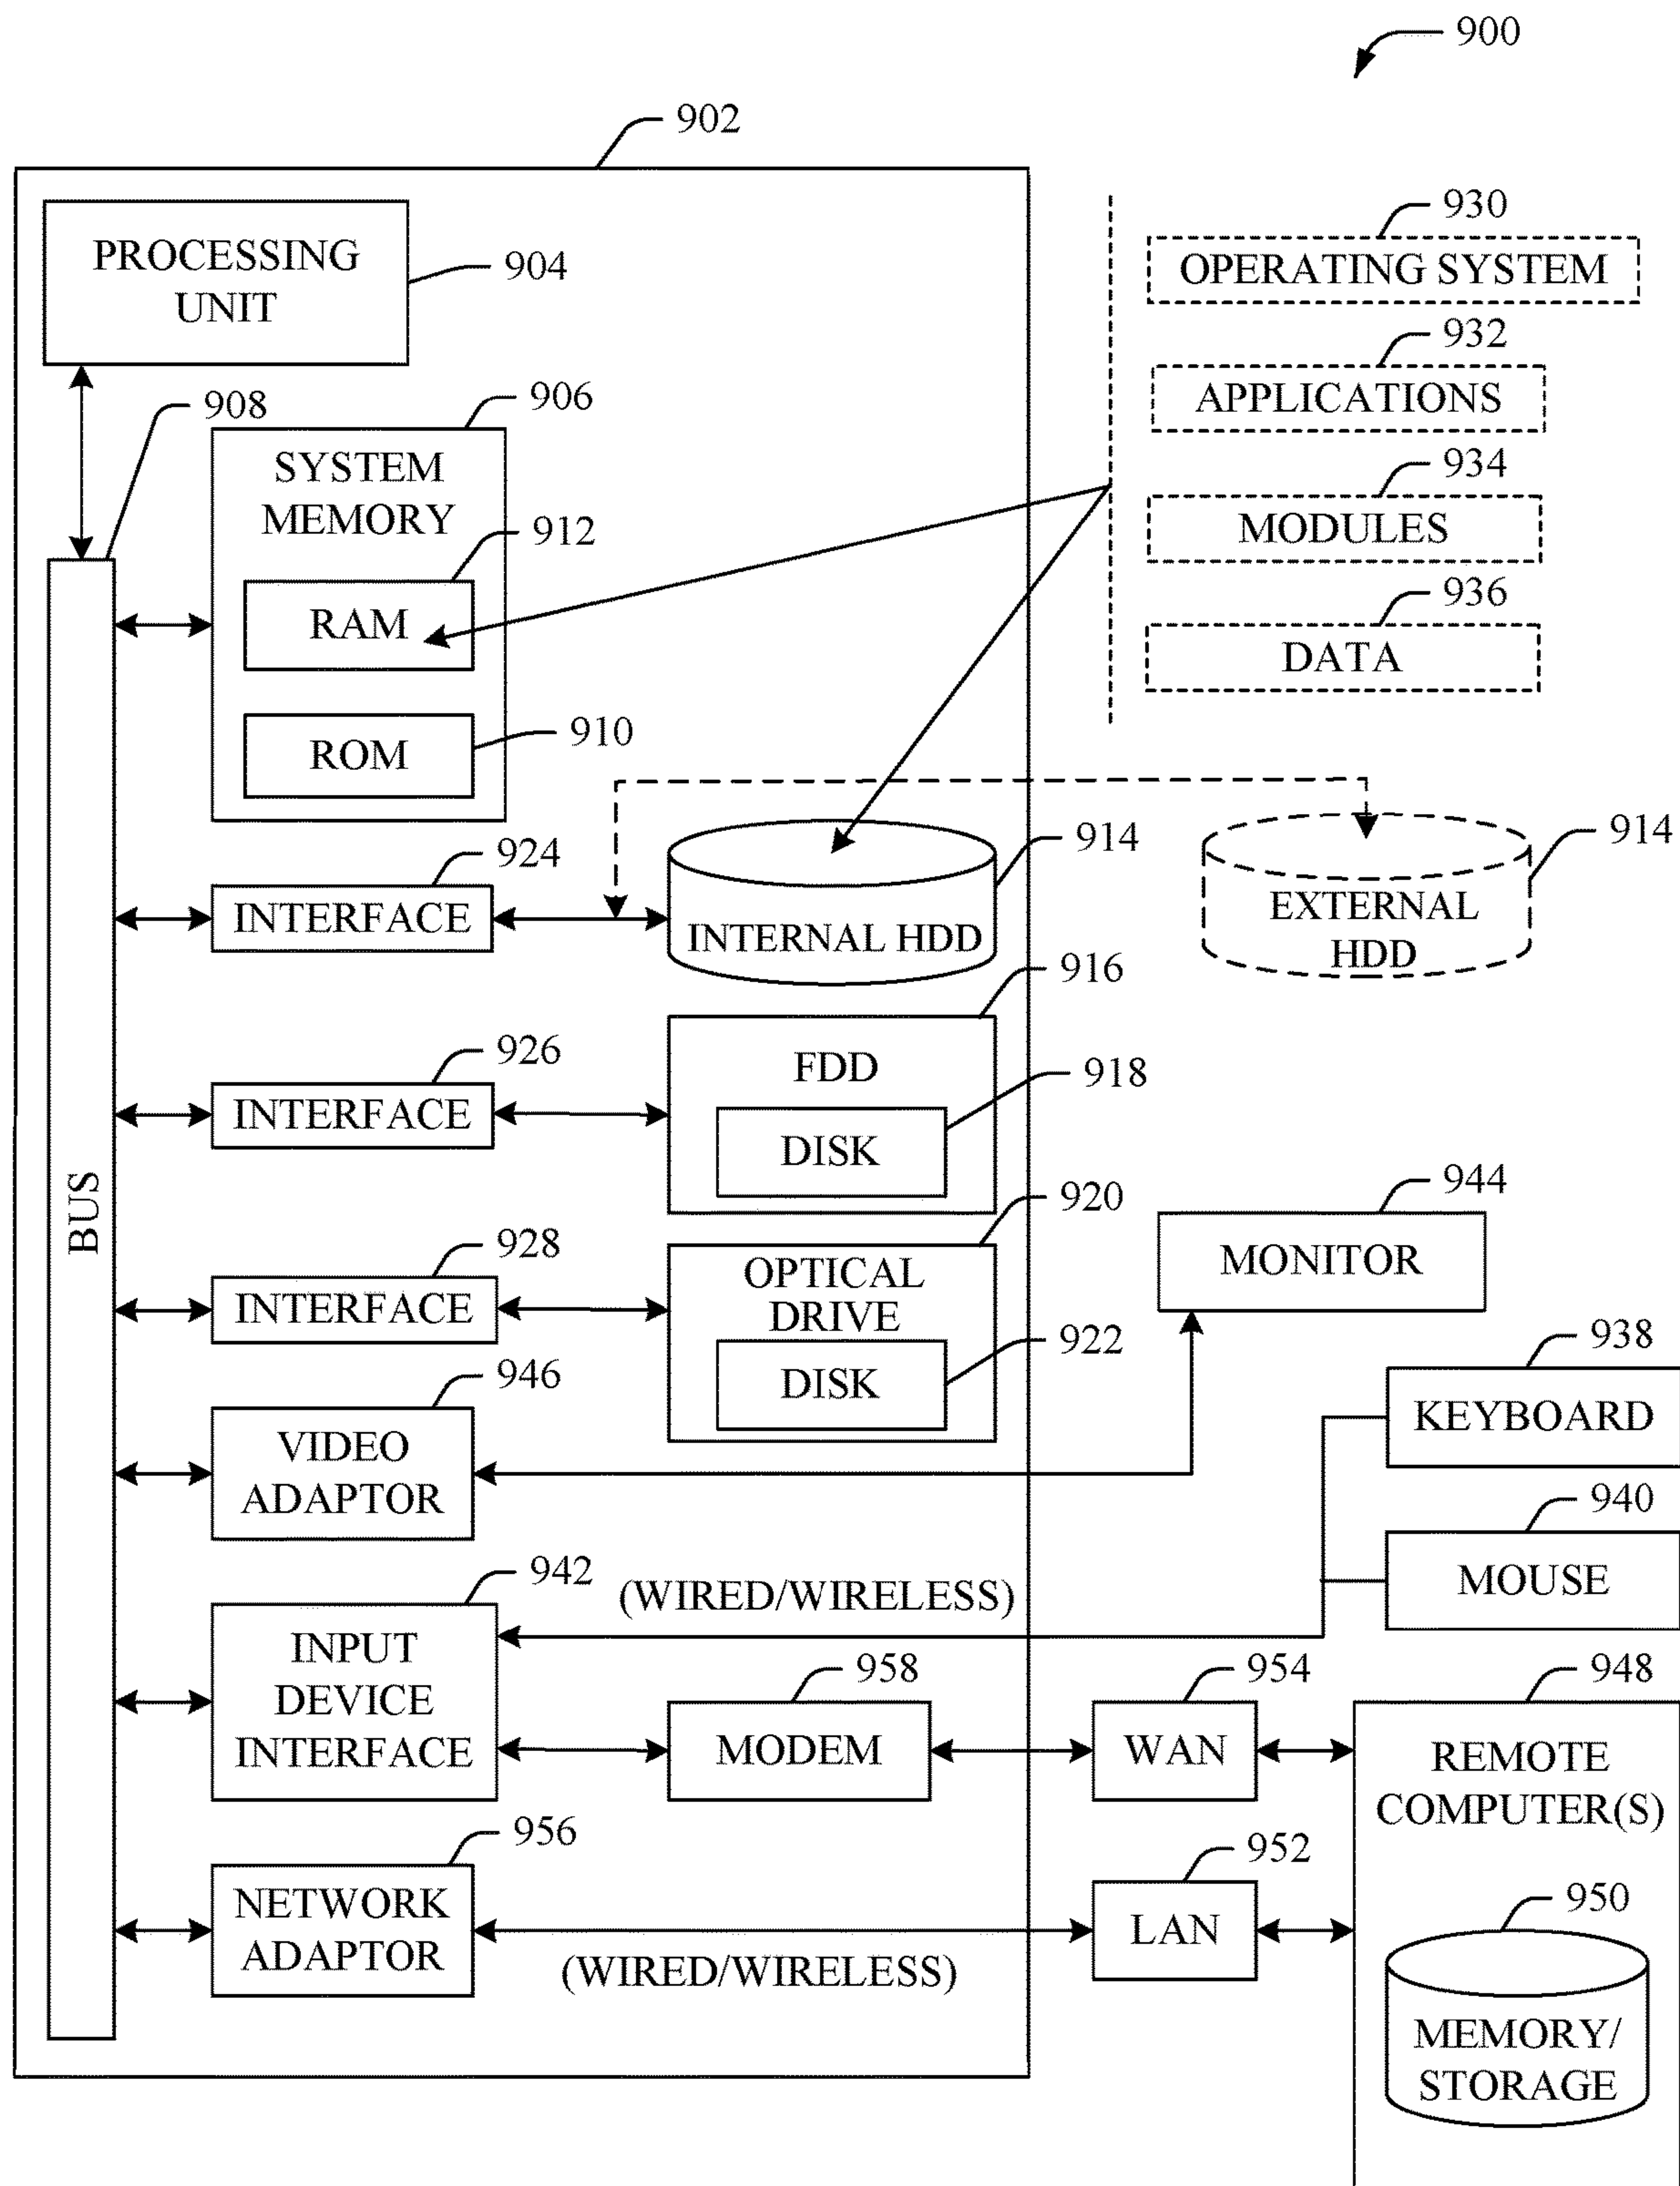 900
902
PROCESSING
UNIT
904
930
OPERATING SYSTEM
932
APPLICATIONS
934
MODULES
936
DATA
908
906
SYSTEM
MEMORY
912
RAM
910
ROM
BUS
924
INTERFACE
914
INTERNAL HDD
914
EXTERNAL
HDD
926
INTERFACE
916
FDD
918
DISK
928
INTERFACE
920
OPTICAL
DRIVE
922
DISK
944
MONITOR
946
VIDEO
ADAPTOR
938
KEYBOARD
940
MOUSE
942
INPUT
DEVICE
INTERFACE
(WIRED/WIRELESS)
958
MODEM
954
WAN
948
REMOTE
COMPUTER(S)
956
NETWORK
ADAPTOR
(WIRED/WIRELESS)
952
LAN
950
MEMORY/
STORAGE